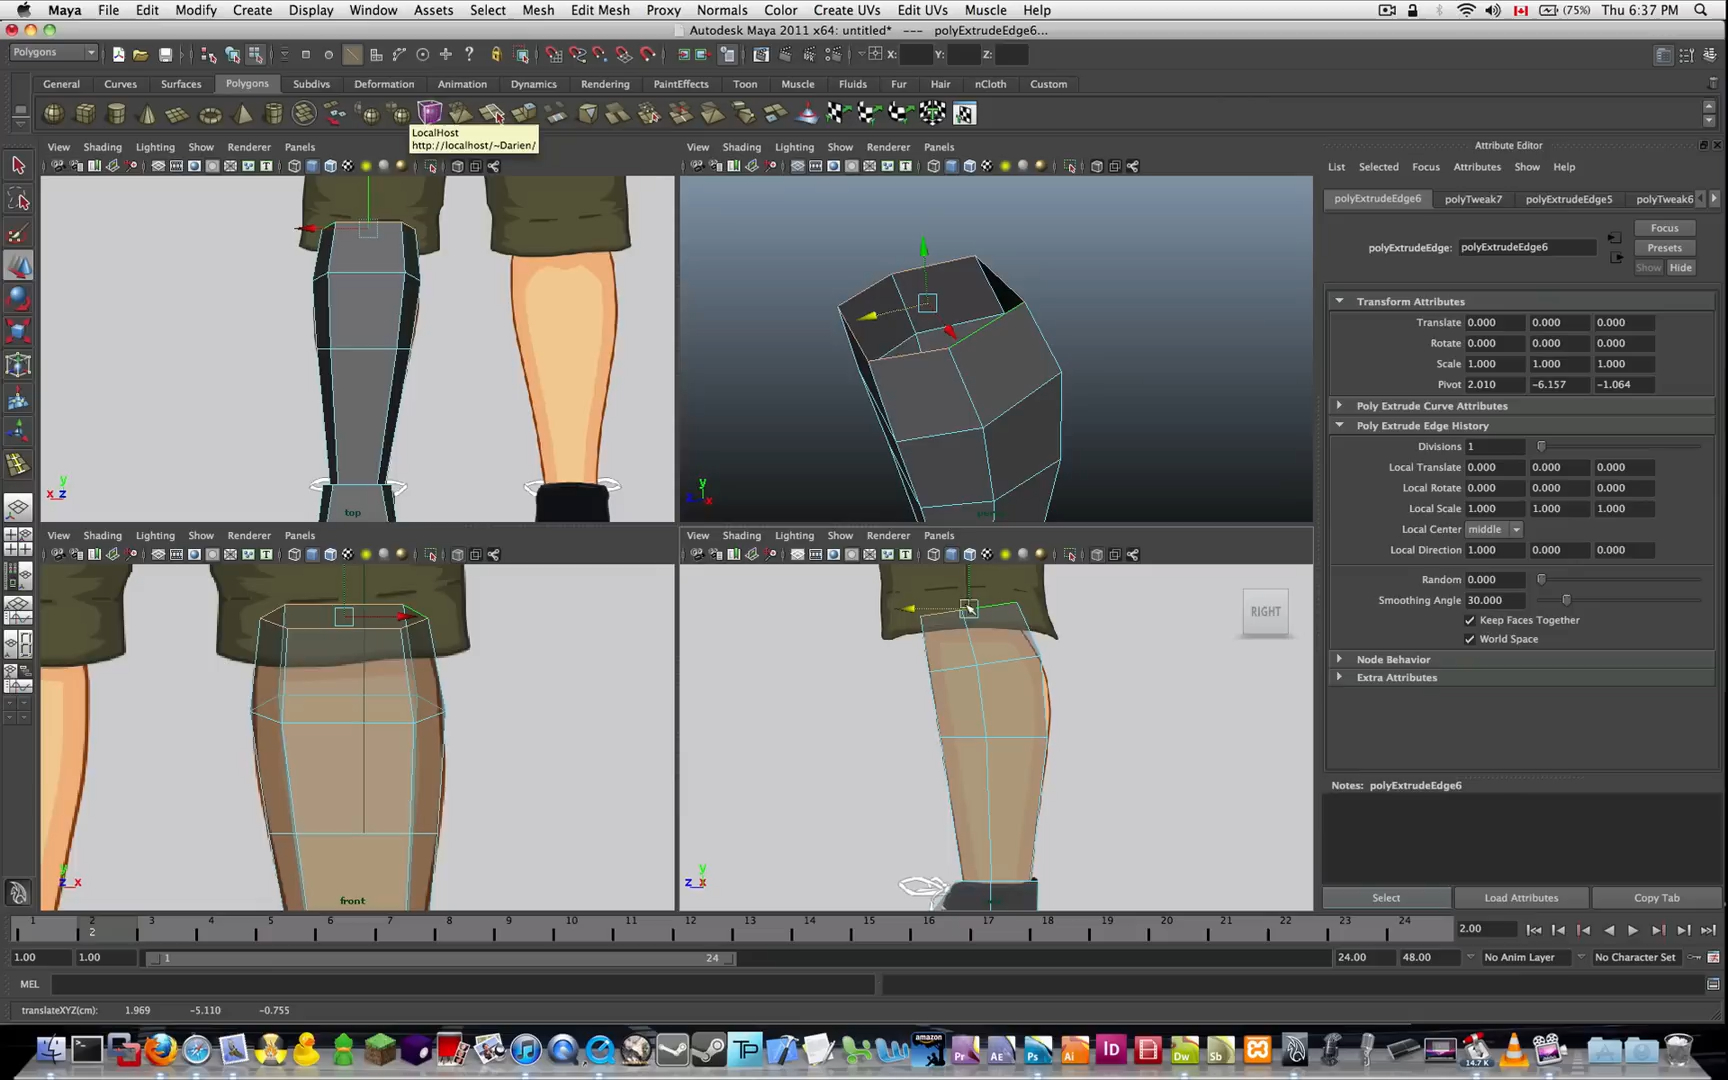 Maya File Edit Modify Create Display Window Assets Select Mesh Edit Mesh Proxy Normals Color Create UVs Edit UVs Muscle Help (75%) Thu 6:37 PM
Autodesk Maya 2011 x64: untitled* --- polyExtrudeEdge6...
Polygons X: Y: Z:
General Curves Surfaces Polygons Subdivs Deformation Animation Dynamics Rendering PaintEffects Toon Muscle Fluids Fur Hair nCloth Custom
LocalHost
http://localhost/~Darien/
View Shading Lighting Show Renderer Panels
View Shading Lighting Show Renderer Panels
Attribute Editor
List Selected Focus Attributes Show Help
polyExtrudeEdge6 polyTweak7 polyExtrudeEdge5 polyTweak6
Focus
polyExtrudeEdge: polyExtrudeEdge6 Presets
Show Hide
Transform Attributes
Translate 0.000 0.000 0.000
Rotate 0.000 0.000 0.000
Scale 1.000 1.000 1.000
Pivot 2.010 -6.157 -1.064
Poly Extrude Curve Attributes
Poly Extrude Edge History
Divisions 1
Local Translate 0.000 0.000 0.000
Local Rotate 0.000 0.000 0.000
Local Scale 1.000 1.000 1.000
Local Center middle
Local Direction 1.000 0.000 0.000
Random 0.000
Smoothing Angle 30.000
Keep Faces Together
World Space
Node Behavior
Extra Attributes
y
x z
top
y
x
View Shading Lighting Show Renderer Panels
View Shading Lighting Show Renderer Panels
RIGHT
y
z x
front
y
z x
Notes: polyExtrudeEdge6
Select Load Attributes Copy Tab
1 2 3 4 5 6 7 8 9 10 11 12 13 14 15 16 17 18 19 20 21 22 23 24
2
2.00
1.00 1.00 1 24 24.00 48.00 No Anim Layer No Character Set
MEL
translateXYZ(cm): 1.969 -5.110 -0.755
TP amazon Pr AE Ps Ai ID Dw Sb 14.7 K